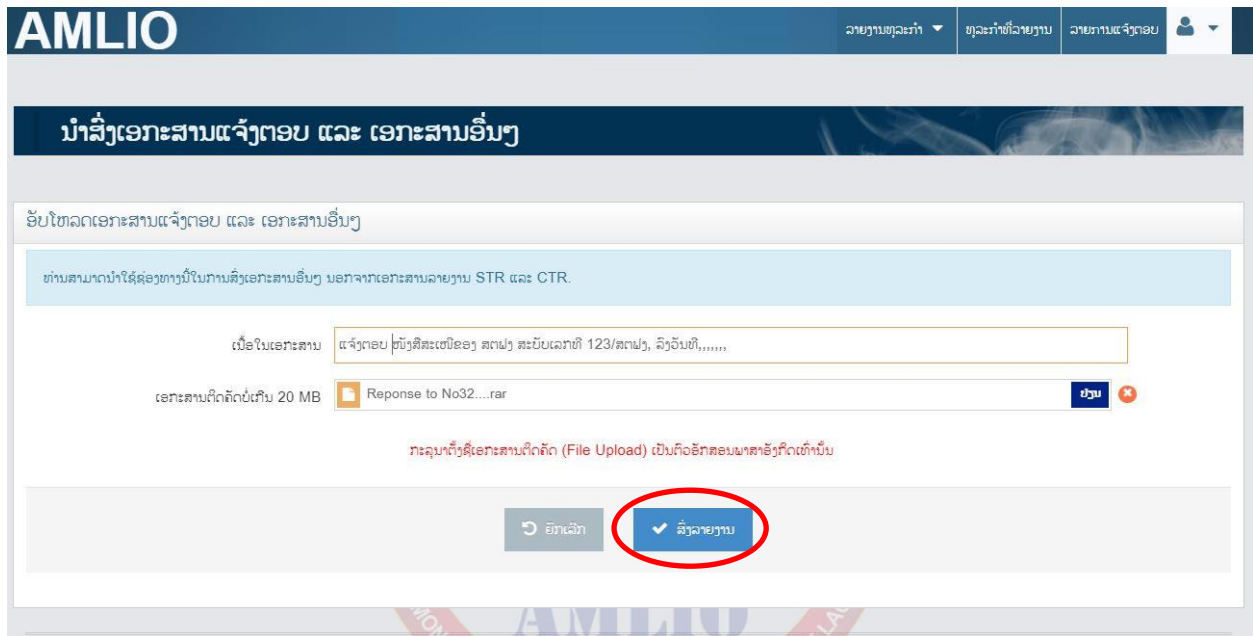 AMLIO
ລາຍງານທຸລະກຳ
ທຸລະກຳທີ່ລາຍງານ
ລາຍການແຈ້ງຕອບ
ນຳສົ່ງເອກະສານແຈ້ງຕອບ ແລະ ເອກະສານອື່ນໆ
ອັບໂຫລດເອກະສານແຈ້ງຕອບ ແລະ ເອກະສານອື່ນໆ
ທ່ານສາມາດນຳໃຊ້ຊ່ອງທາງນີ້ໃນການສົ່ງເອກະສານອື່ນໆ ນອກຈາກເອກະສານລາຍງານ STR ແລະ CTR.
ເນື້ອໃນເອກະສານ
ແຈ້ງຕອບ ໜັງສືສະເໜີຂອງ ສຕຟງ ສະບັບເລກທີ 123/ສຕຟງ, ລົງວັນທີ,,,,,,,
ເອກະສານຕິດຄັດບໍ່ເກີນ 20 MB
Reponse to No32....rar
ປ່ຽນ
ກະລຸນາຕັ້ງຊື່ເອກະສານຕິດຄັດ (File Upload) ເປັນຕົວອັກສອນພາສາອັງກິດເທົ່ານັ້ນ
ຍົກເລີກ
ສົ່ງລາຍງານ
AMLIO